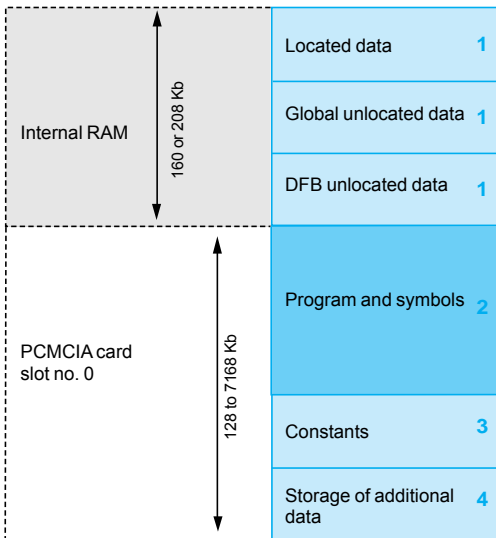 Located data 1
Global unlocated data 1
Internal RAM
160 or 208 Kb
DFB unlocated data 1
Program and symbols 2
PCMCIA card
slot no. 0
128 to 7168 Kb
Constants 3
Storage of additional 4
data